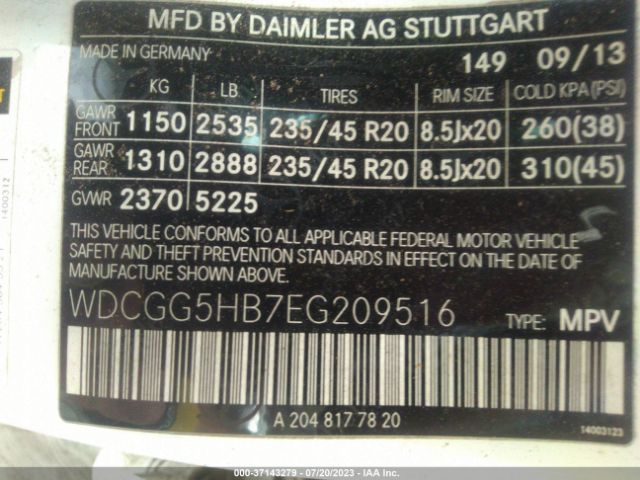 MFD BY DAIMLER AG STUTTGART
MADE IN GERMANY 149 09/13
KG LB TIRES RIM SIZE COLD KPA(PSI)
GAWR FRONT 1150 2535 235/45 R20 8.5Jx20 260(38)
GAWR REAR 1310 2888 235/45 R20 8.5Jx20 310(45)
GVWR 2370 5225
THIS VEHICLE CONFORMS TO ALL APPLICABLE FEDERAL MOTOR VEHICLE
SAFETY AND THEFT PREVENTION STANDARDS IN EFFECT ON THE DATE
OF MANUFACTURE SHOWN ABOVE.
WDCGG5HB7EG209516 TYPE: MPV
A 204 817 78 20
14003123
1400312
000-37143279 - 07/20/2023 - IAA Inc.